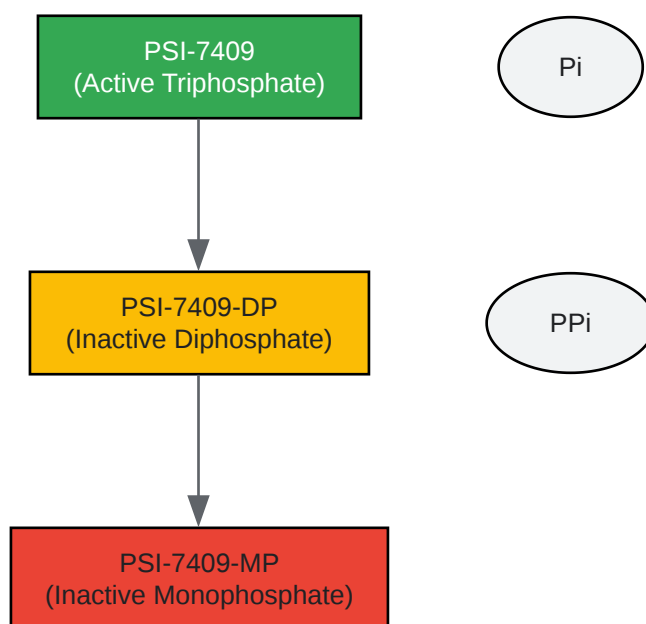 PSI-7409
(Active Triphosphate)
Pi
PSI-7409-DP
(Inactive Diphosphate)
PPi
PSI-7409-MP
(Inactive Monophosphate)